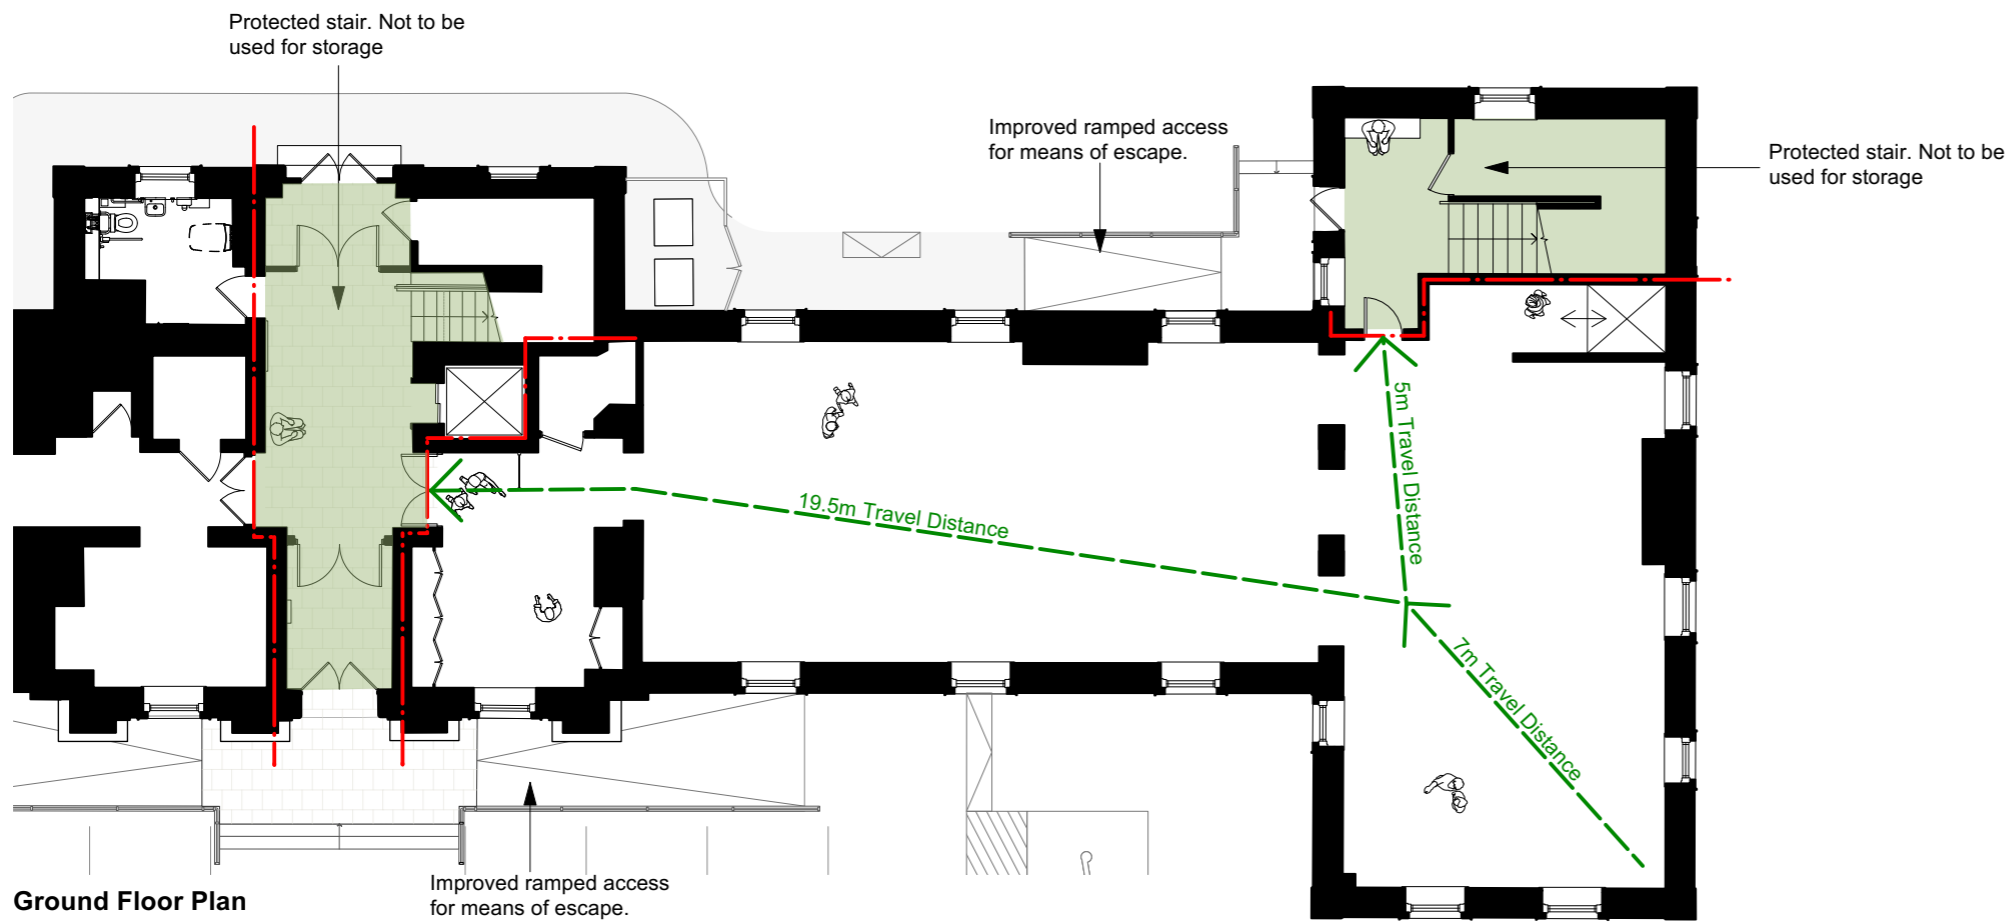 Protected stair. Not to be
used for storage
Improved ramped access
for means of escape.
Protected stair. Not to be
used for storage
5m Travel Distance
19.5m Travel Distance
7m Travel Distance
Improved ramped access
for means of escape.
Ground Floor Plan